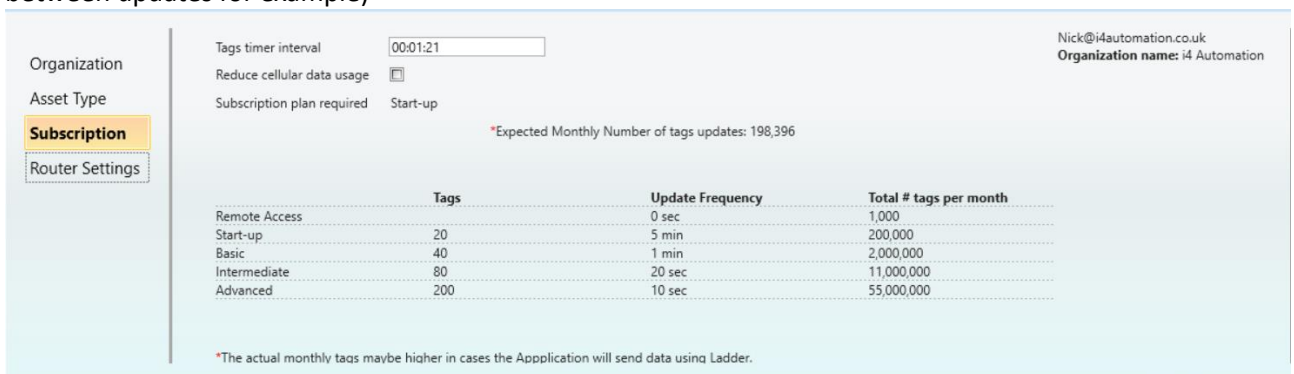 between updates for example)
Organization
Asset Type
Subscription
Router Settings
Tags timer interval 00:01:21
Reduce cellular data usage
Subscription plan required Start-up
*Expected Monthly Number of tags updates: 198,396
Nick@i4automation.co.uk
Organization name: i4 Automation
Tags Update Frequency Total # tags per month
Remote Access 0 sec 1,000
Start-up 20 5 min 200,000
Basic 40 1 min 2,000,000
Intermediate 80 20 sec 11,000,000
Advanced 200 10 sec 55,000,000
*The actual monthly tags maybe higher in cases the Appplication will send data using Ladder.